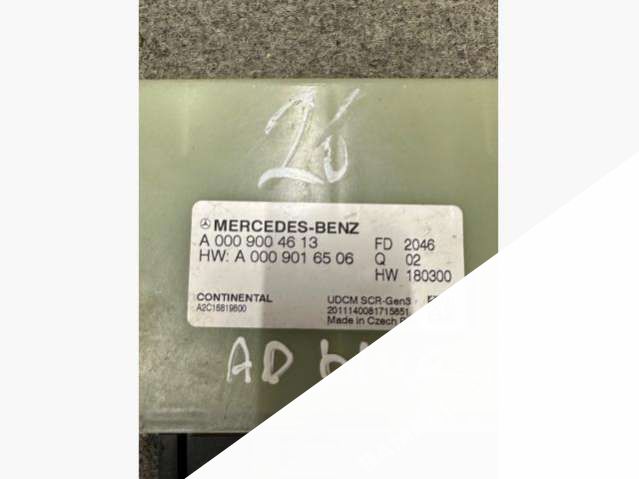 26
MERCEDES-BENZ
A 000 900 46 13 FD 2046
HW: A 000 901 65 06 Q 02
HW 180300
CONTINENTAL UDCM SCR-Gen3
A2C15819800 2011140081715851
Made in Czech
AD